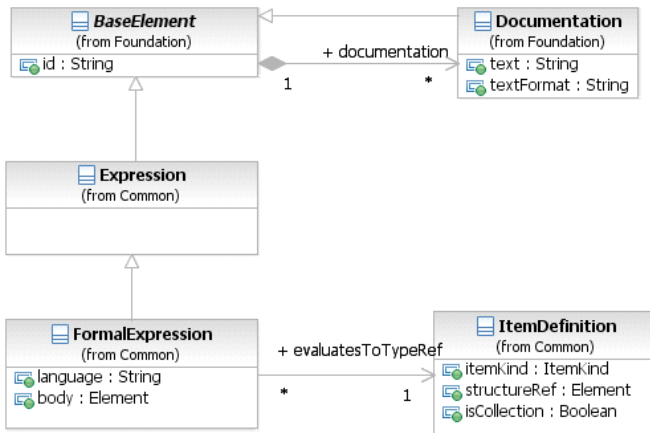 BaseElement
(from Foundation)
id : String
Documentation
(from Foundation)
text : String
textFormat : String
+ documentation
1
*
Expression
(from Common)
FormalExpression
(from Common)
language : String
body : Element
+ evaluatesToTypeRef
*
1
ItemDefinition
(from Common)
itemKind : ItemKind
structureRef : Element
isCollection : Boolean